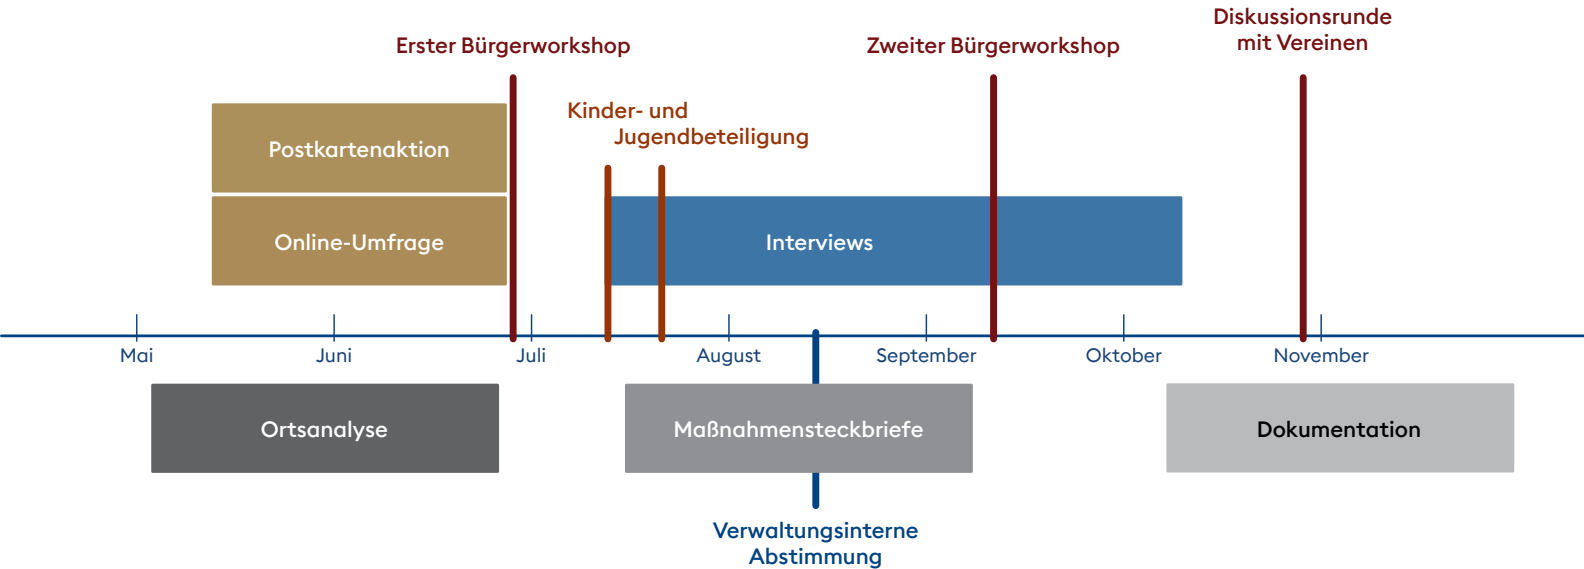 Diskussionsrunde
mit Vereinen
Erster Bürgerworkshop
Zweiter Bürgerworkshop
Kinder- und
Jugendbeteiligung
Postkartenaktion
Online-Umfrage
Interviews
Mai
Juni
Juli
August
September
Oktober
November
Ortsanalyse
Maßnahmensteckbriefe
Dokumentation
Verwaltungsinterne
Abstimmung